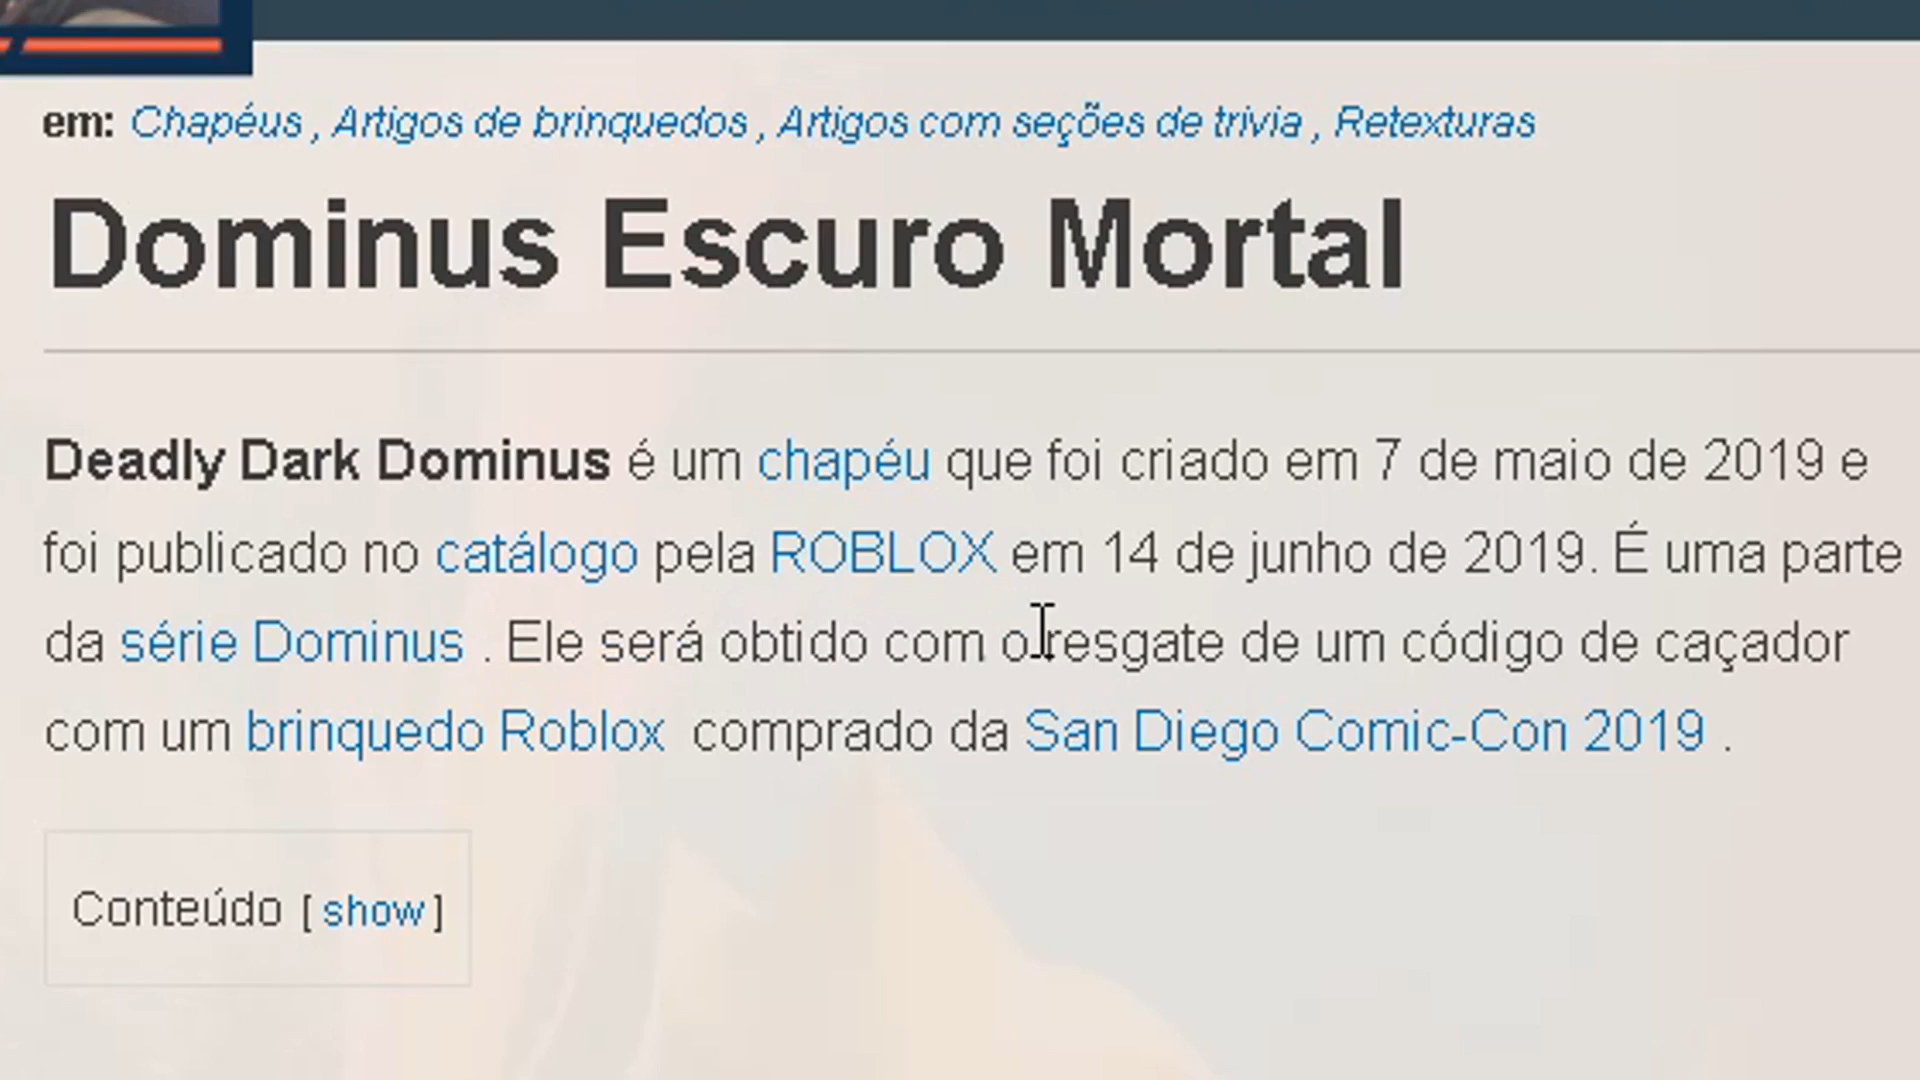 em: Chapéus , Artigos de brinquedos , Artigos com seções de trivia , Retexturas
Dominus Escuro Mortal
Deadly Dark Dominus é um chapéu que foi criado em 7 de maio de 2019 e
foi publicado no catálogo pela ROBLOX em 14 de junho de 2019. É uma parte
da série Dominus . Ele será obtido com o resgate de um código de caçador
com um brinquedo Roblox comprado da San Diego Comic-Con 2019 .
Conteúdo [ show ]